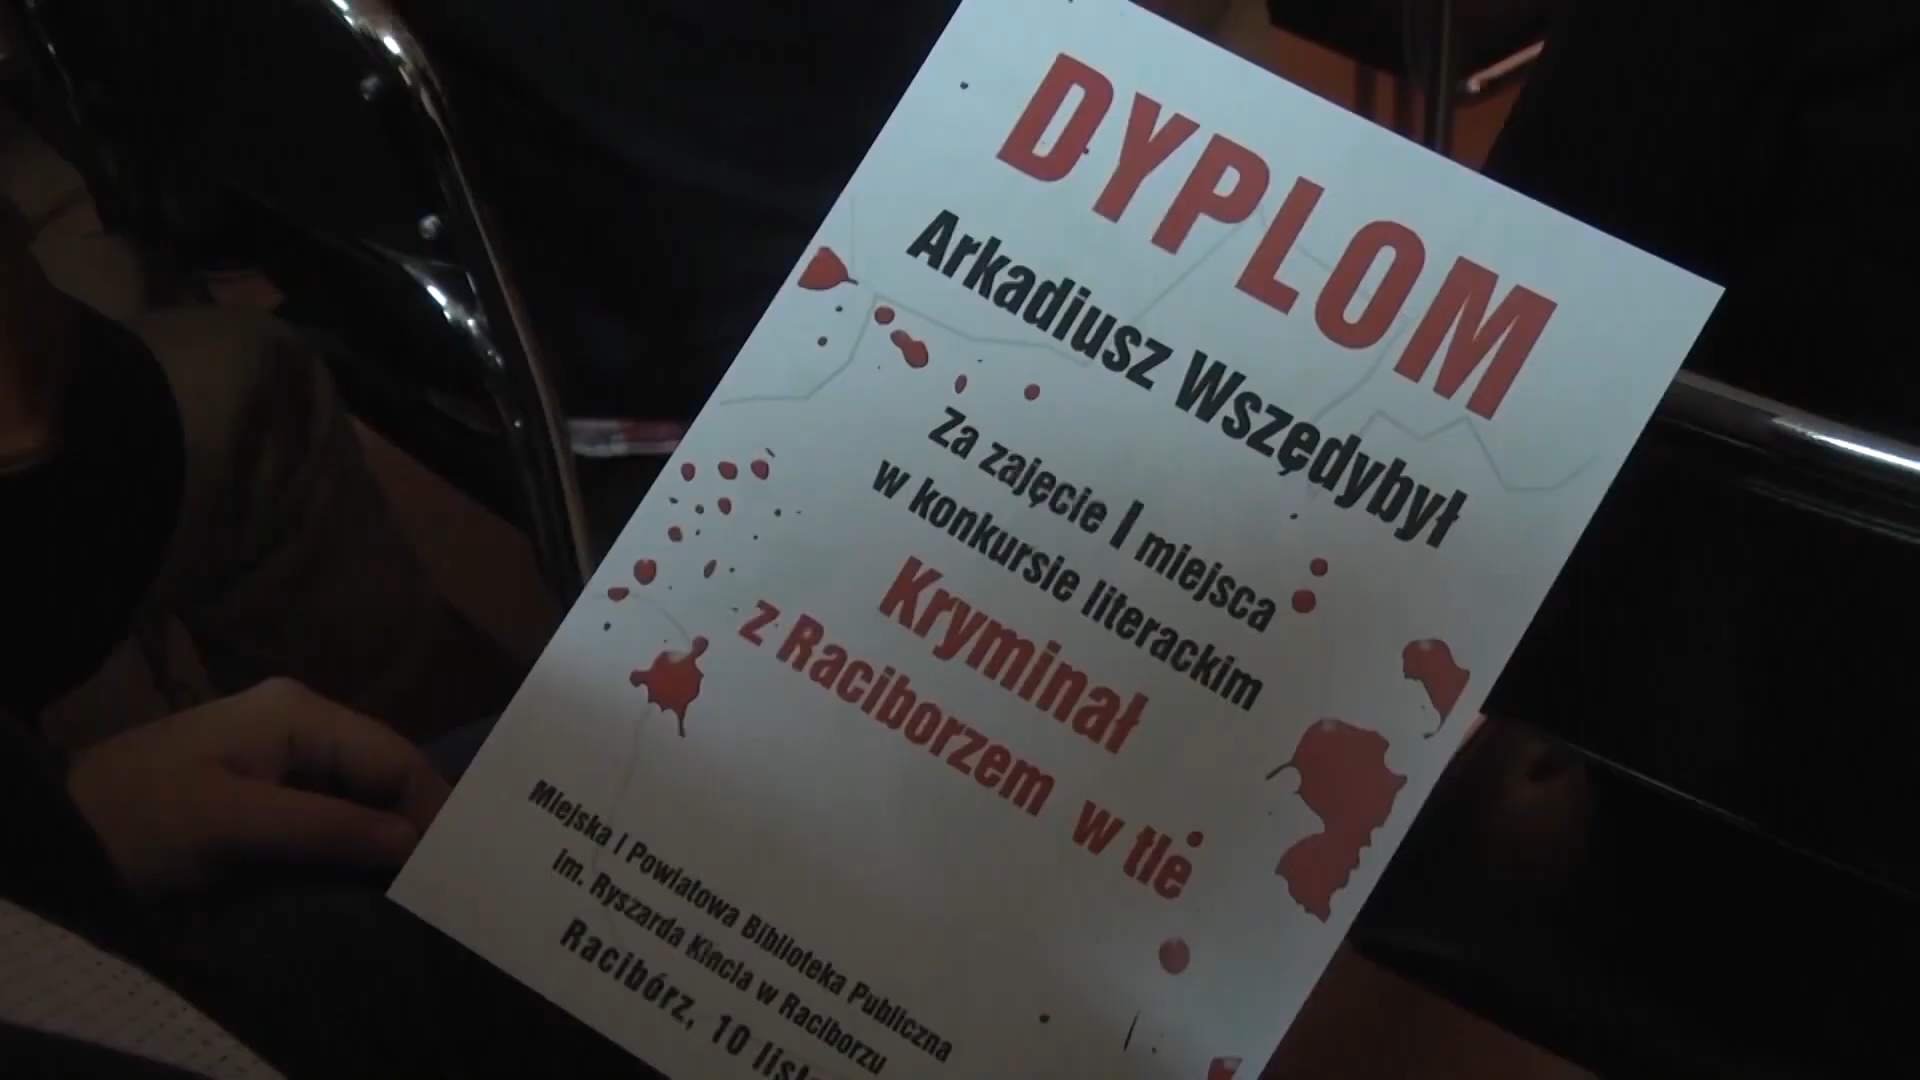 DYPLOM
Arkadiusz Wszędybył
Za zajęcie I miejsca
w konkursie literackim
Kryminał
z Raciborzem w tle
Miejska i Powiatowa Biblioteka Publiczna
im. Ryszarda Kincla w Raciborzu
Racibórz, 10